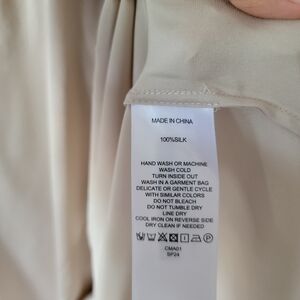 MADE IN CHINA
100%SILK
HAND WASH OR MACHINE
WASH COLD
TURN INSIDE OUT
WASH IN A GARMENT BAG
DELICATE OR GENTLE CYCLE
WITH SIMILAR COLORS
DO NOT BLEACH
DO NOT TUMBLE DRY
LINE DRY
COOL IRON ON REVERSE SIDE
DRY CLEAN IF NEEDED
CMA01
SP24